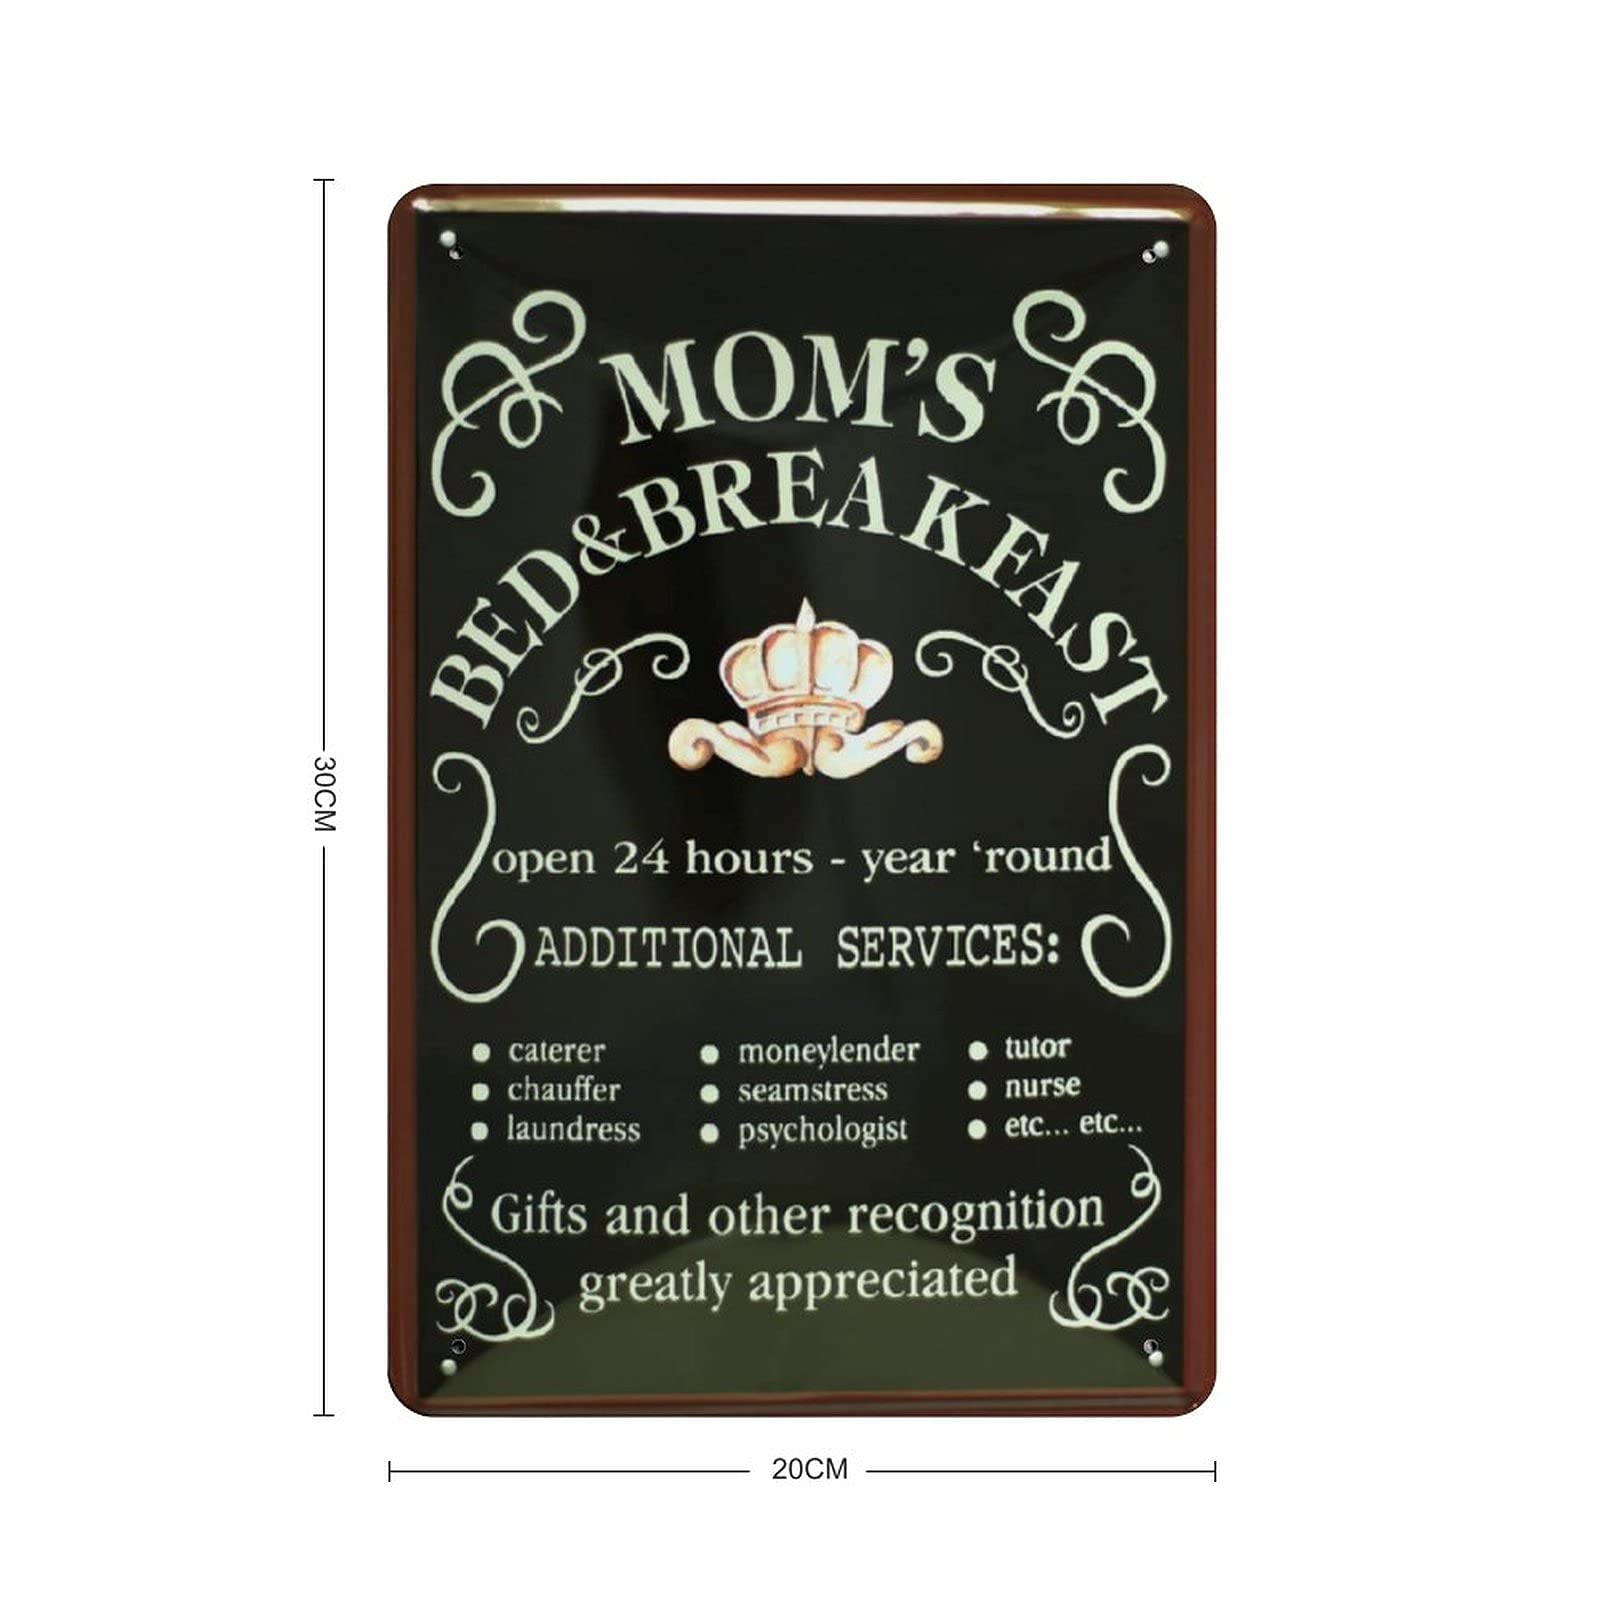 MOM'S
BED&BREAKFAST
open 24 hours - year ‘round
ADDITIONAL SERVICES:
• caterer • moneylender • tutor
• chauffer • seamstress • nurse
• laundress • psychologist • etc... etc...
Gifts and other recognition
greatly appreciated
30CM
20CM